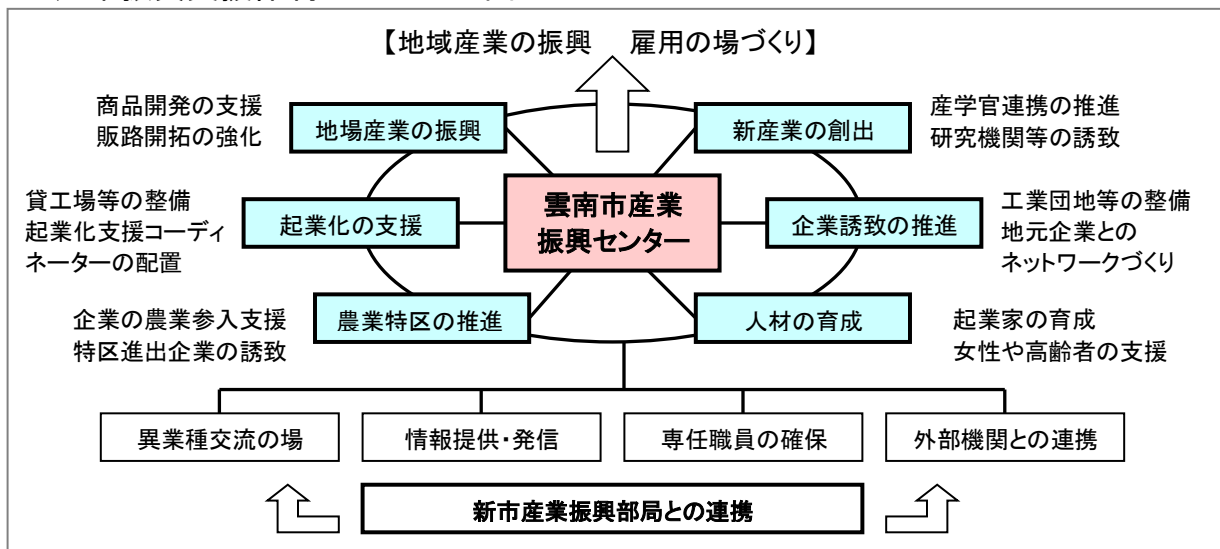 【地域産業の振興　雇用の場づくり】
商品開発の支援
販路開拓の強化
地場産業の振興
新産業の創出
産学官連携の推進
研究機関等の誘致
貸工場等の整備
起業化支援コーディ
ネーターの配置
起業化の支援
雲南市産業
振興センター
企業誘致の推進
工業団地等の整備
地元企業との
ネットワークづくり
企業の農業参入支援
特区進出企業の誘致
農業特区の推進
人材の育成
起業家の育成
女性や高齢者の支援
異業種交流の場
情報提供・発信
専任職員の確保
外部機関との連携
新市産業振興部局との連携